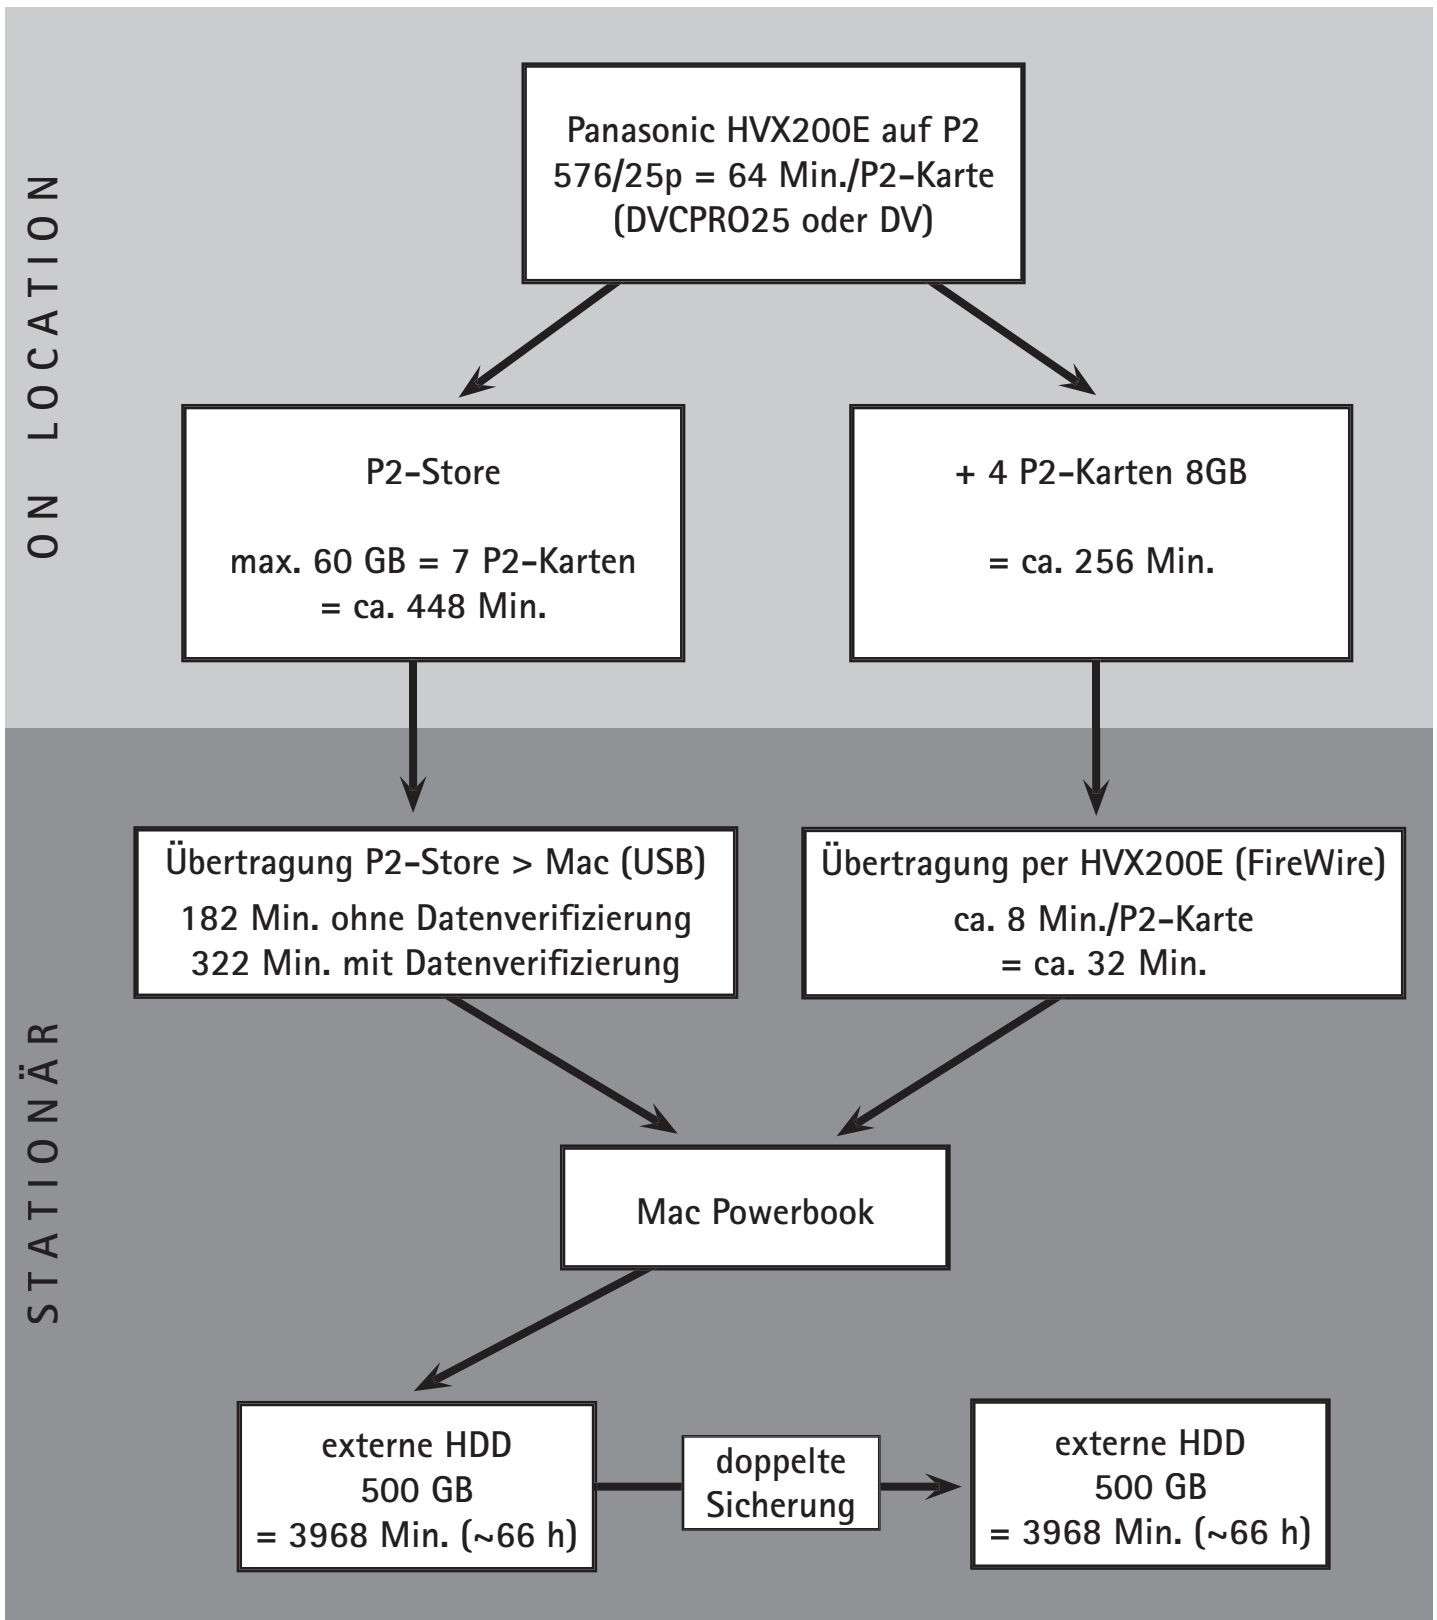 ON LOCATION
Panasonic HVX200E auf P2
576/25p = 64 Min./P2-Karte
(DVCPRO25 oder DV)
P2-Store
max. 60 GB = 7 P2-Karten
= ca. 448 Min.
+ 4 P2-Karten 8GB
= ca. 256 Min.
STATIONÄR
Übertragung P2-Store > Mac (USB)
182 Min. ohne Datenverifizierung
322 Min. mit Datenverifizierung
Übertragung per HVX200E (FireWire)
ca. 8 Min./P2-Karte
= ca. 32 Min.
Mac Powerbook
externe HDD
500 GB
= 3968 Min. (~66 h)
doppelte
Sicherung
externe HDD
500 GB
= 3968 Min. (~66 h)